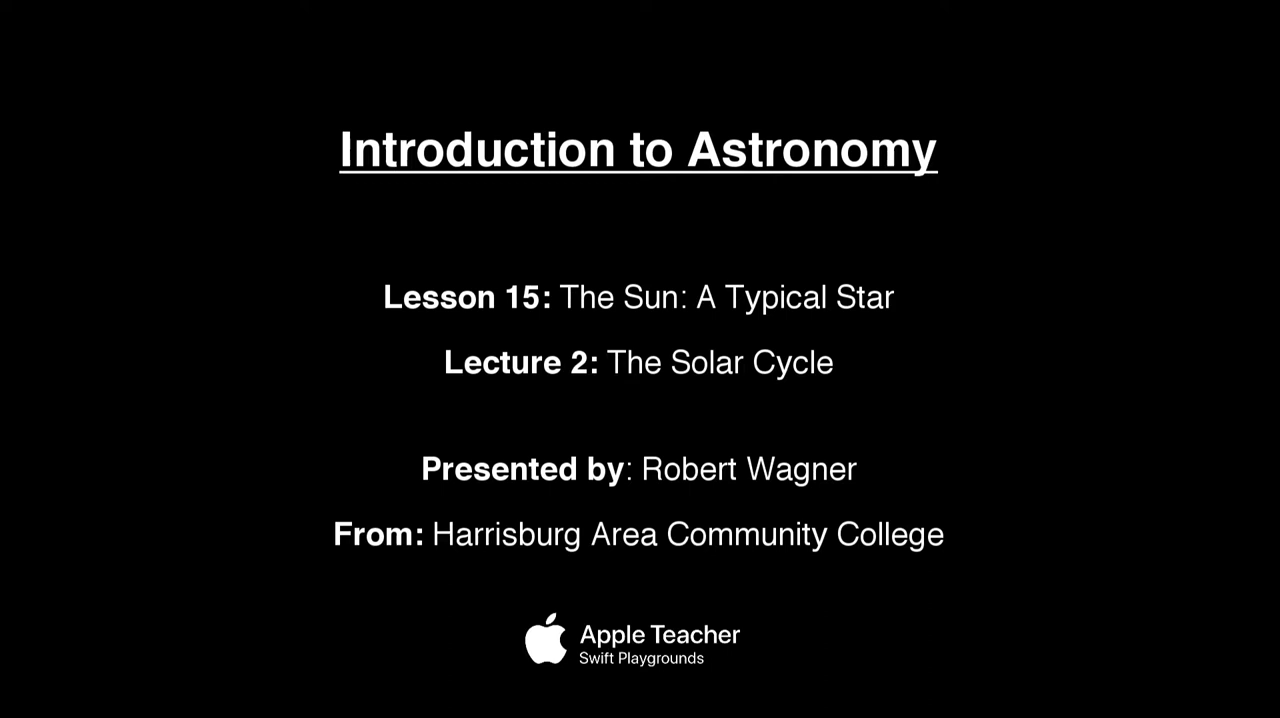 Introduction to Astronomy
Lesson 15: The Sun: A Typical Star
Lecture 2: The Solar Cycle
Presented by: Robert Wagner
From: Harrisburg Area Community College
Apple Teacher
Swift Playgrounds